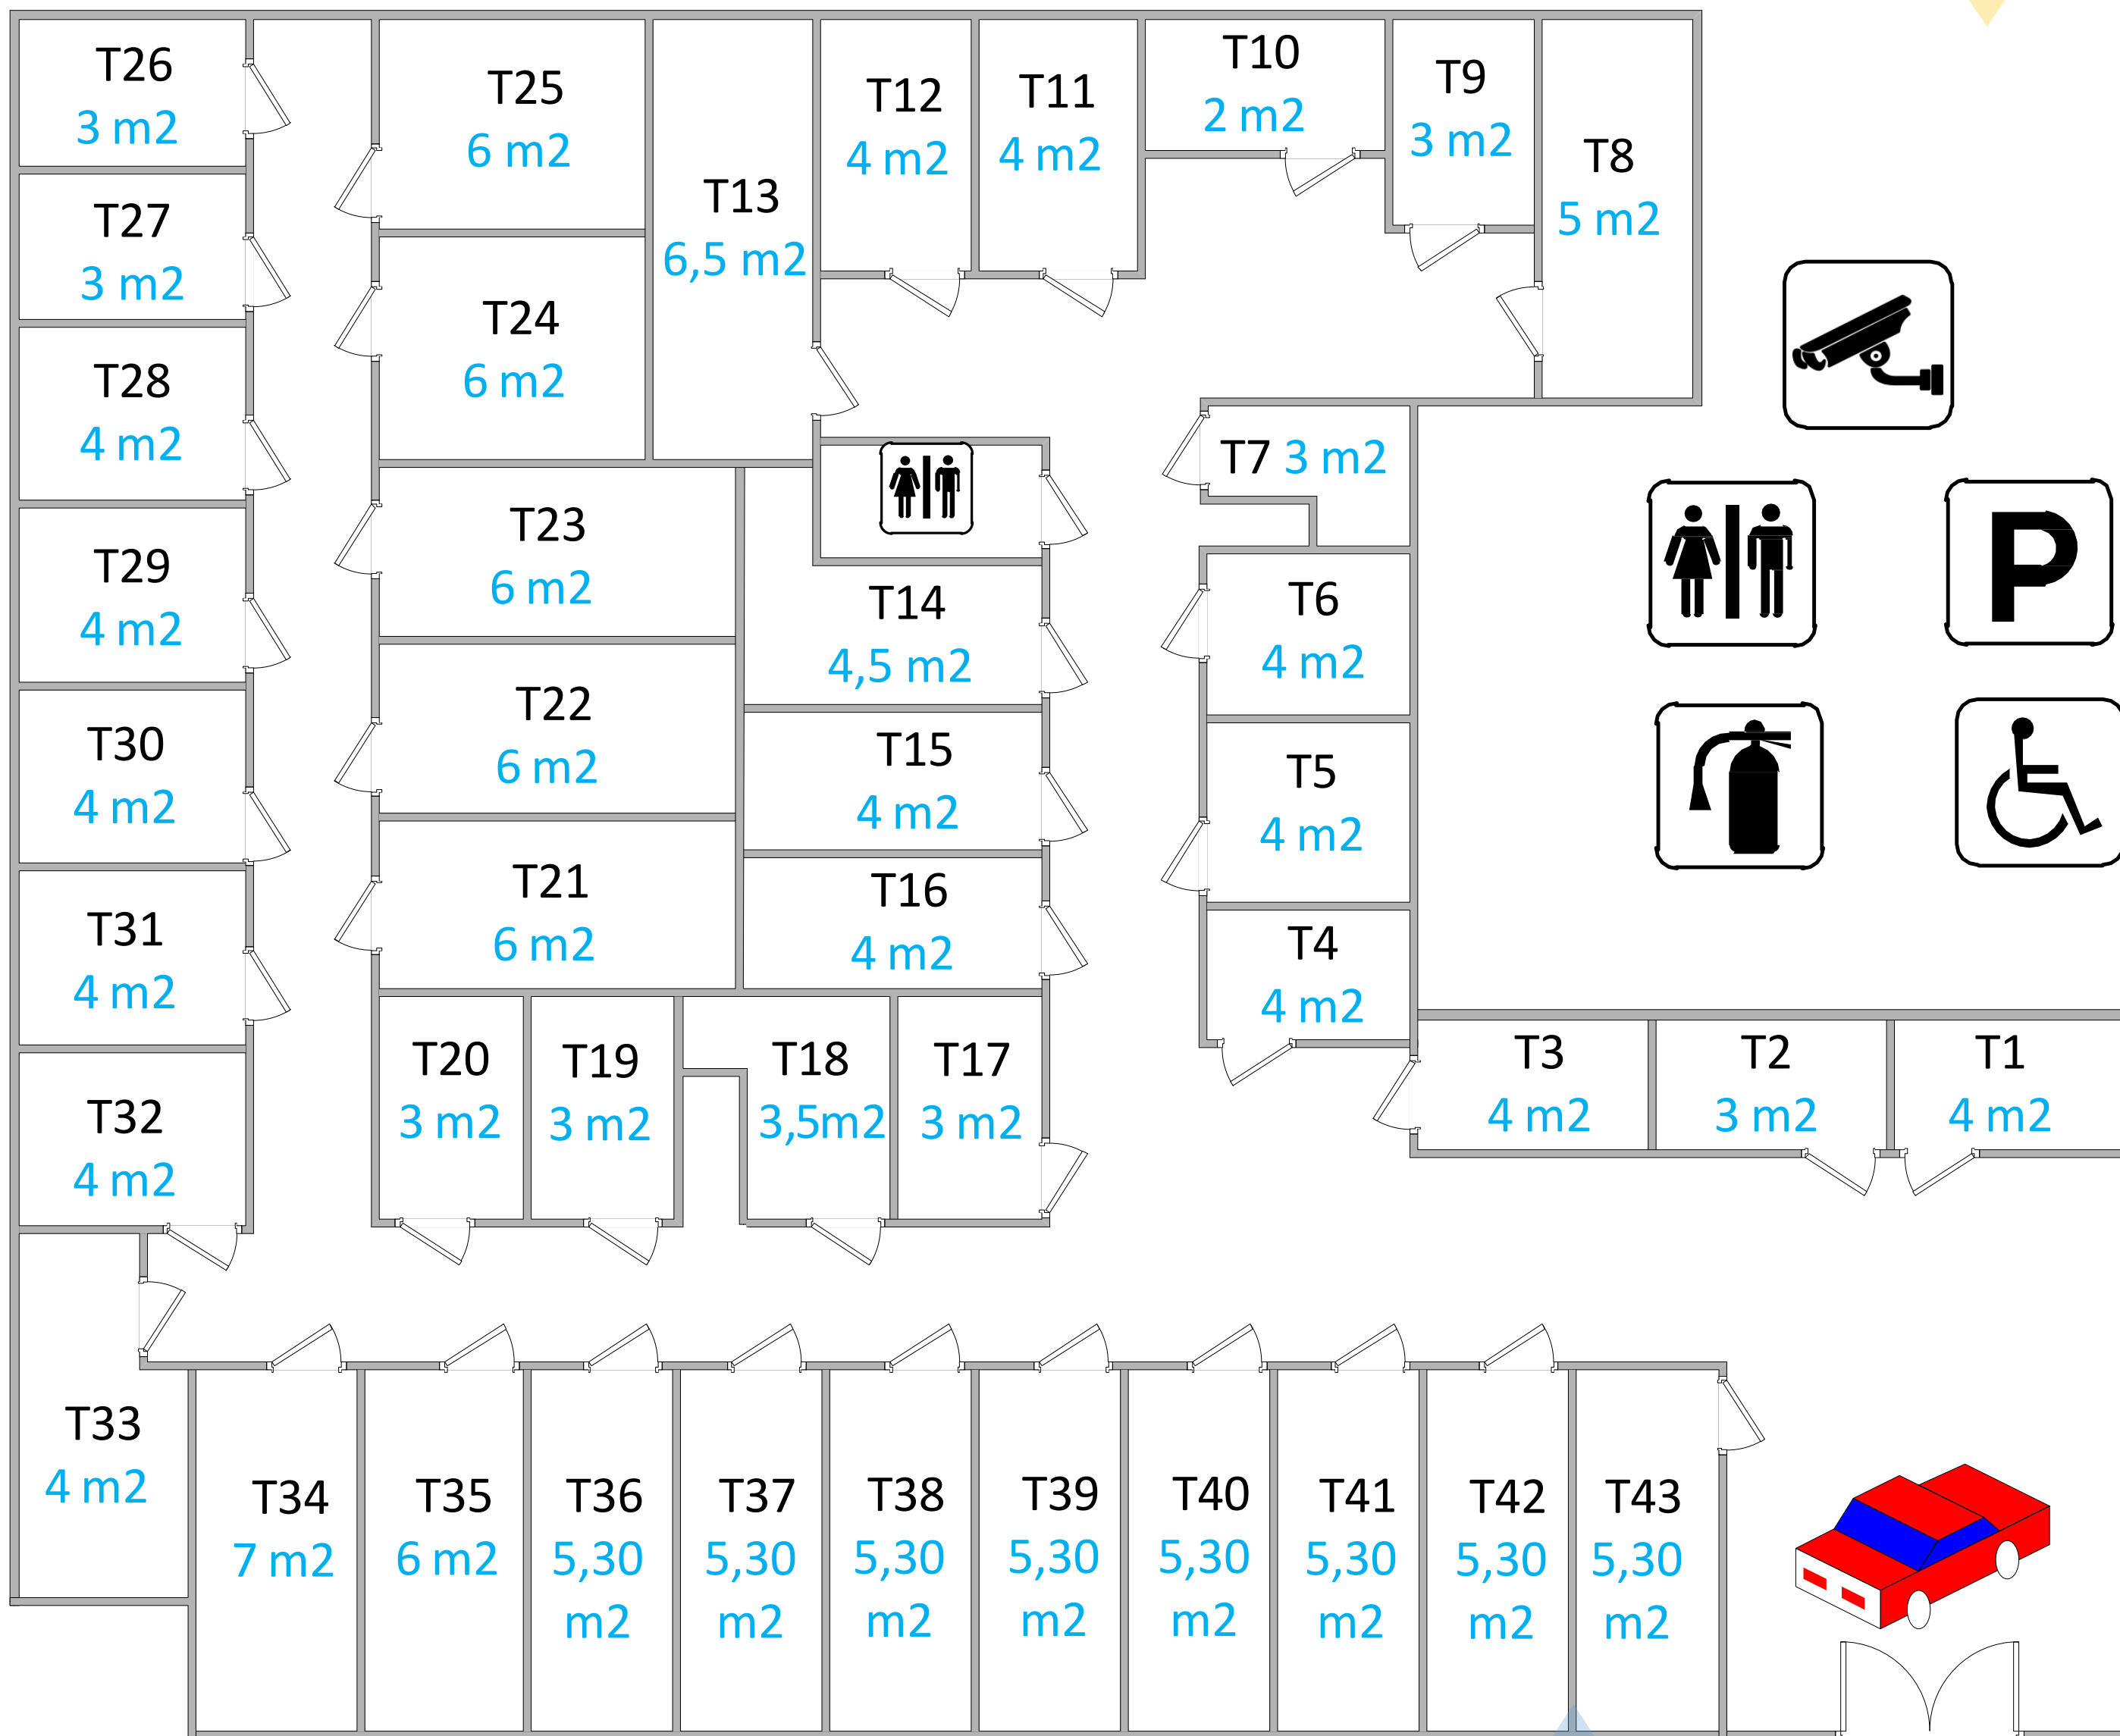 T26
3 m2
T25
6 m2
T13
6,5 m2
T12
4 m2
T11
4 m2
T10
2 m2
T9
3 m2
T8
5 m2
T27
3 m2
T24
6 m2
T28
4 m2
T7 3 m2
T23
6 m2
T29
4 m2
T14
4,5 m2
T6
4 m2
P
T22
6 m2
T30
4 m2
T15
4 m2
T5
4 m2
T21
6 m2
T31
4 m2
T16
4 m2
T4
4 m2
T32
4 m2
T20
3 m2
T19
3 m2
T18
3,5m2
T17
3 m2
T3
4 m2
T2
3 m2
T1
4 m2
T33
4 m2
T34
7 m2
T35
6 m2
T36
5,30
m2
T37
5,30
m2
T38
5,30
m2
T39
5,30
m2
T40
5,30
m2
T41
5,30
m2
T42
5,30
m2
T43
5,30
m2